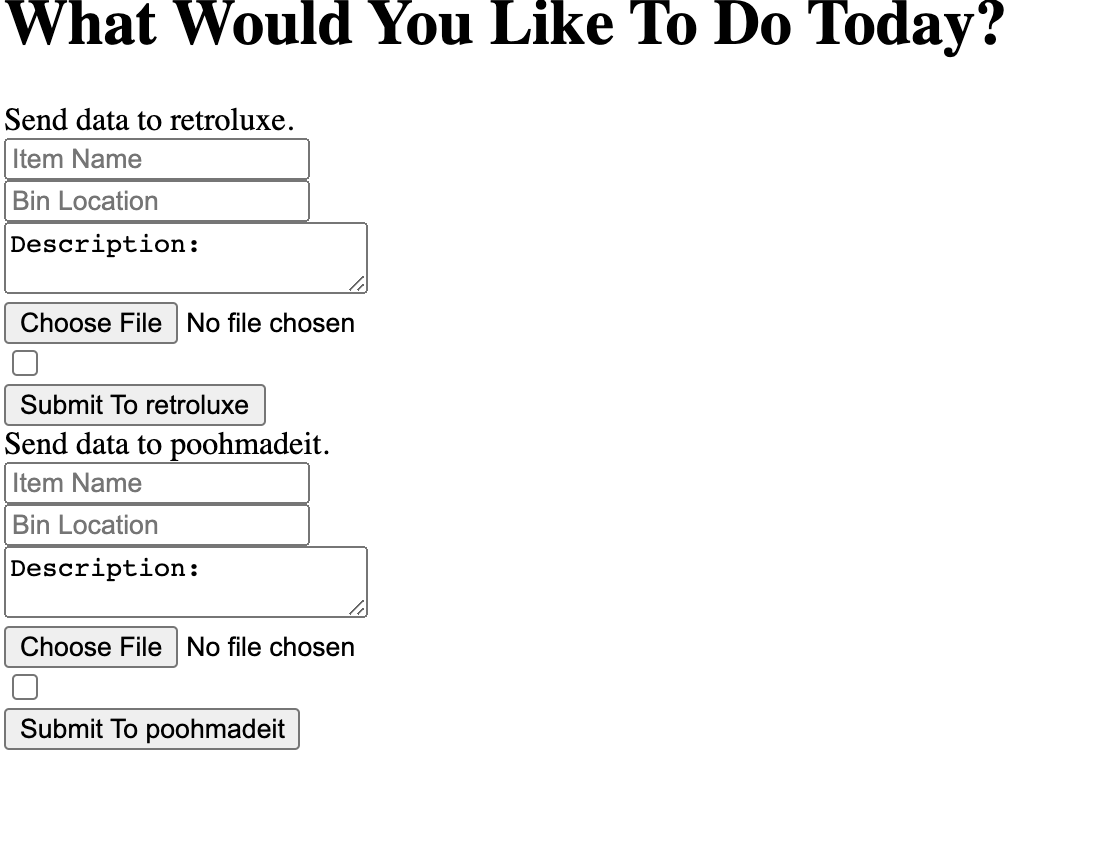 What Would You Like To Do Today?
Send data to retroluxe.
Item Name
Bin Location
Description:
Choose File No file chosen
Submit To retroluxe
Send data to poohmadeit.
Item Name
Bin Location
Description:
Choose File No file chosen
Submit To poohmadeit